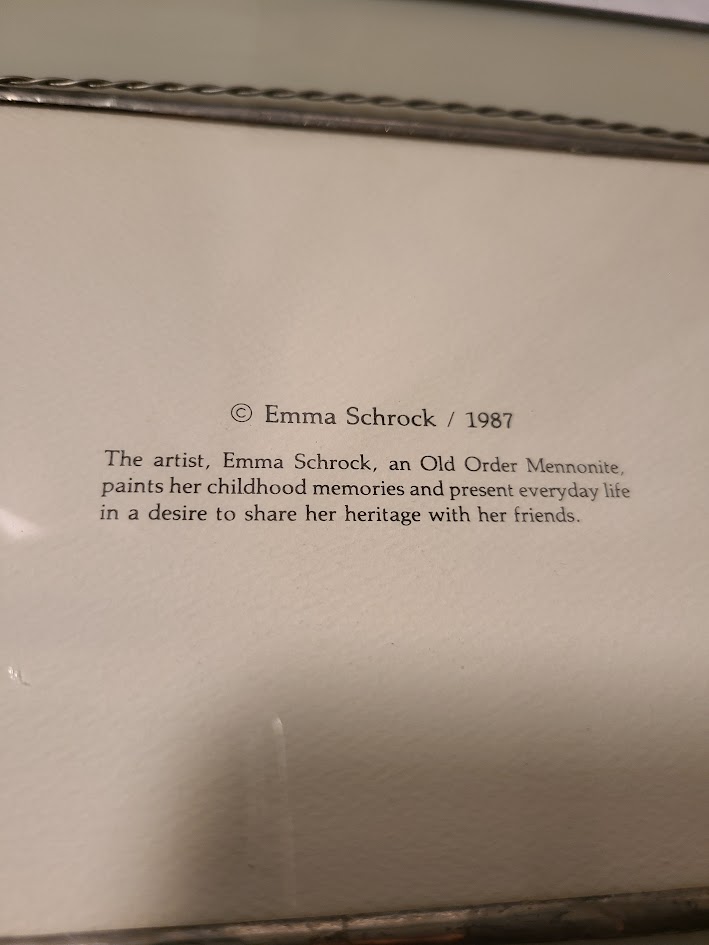 © Emma Schrock / 1987
The artist, Emma Schrock, an Old Order Mennonite,
paints her childhood memories and present everyday life
in a desire to share her heritage with her friends.